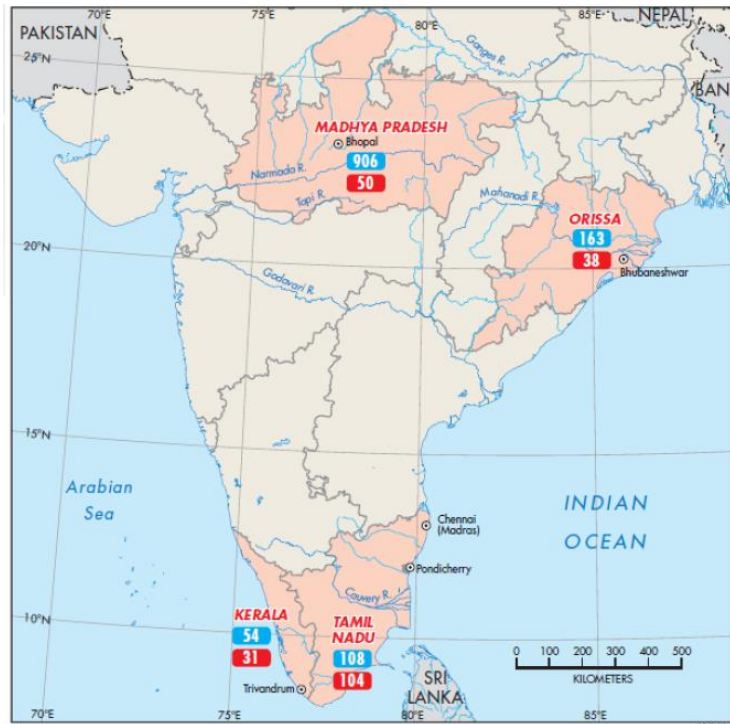 70°E
75°E
80°E
85°E
NEPAL
PAKISTAN
25°N
Ganges R.
BAN
MADHYA PRADESH
Bhopal
906
50
Narmada R.
Tapi R.
Mahanadi R.
ORISSA
163
38
Bhubaneshwar
20°N
Godavari R.
15°N
Arabian
Sea
INDIAN
OCEAN
Chennai
(Madras)
Pondicherry
Cauvery R.
10°N
KERALA
54
31
TAMIL
NADU
108
104
Trivandrum
SRI
LANKA
0 100 200 300 400 500
KILOMETERS
70°E
75°E
80°E
85°E